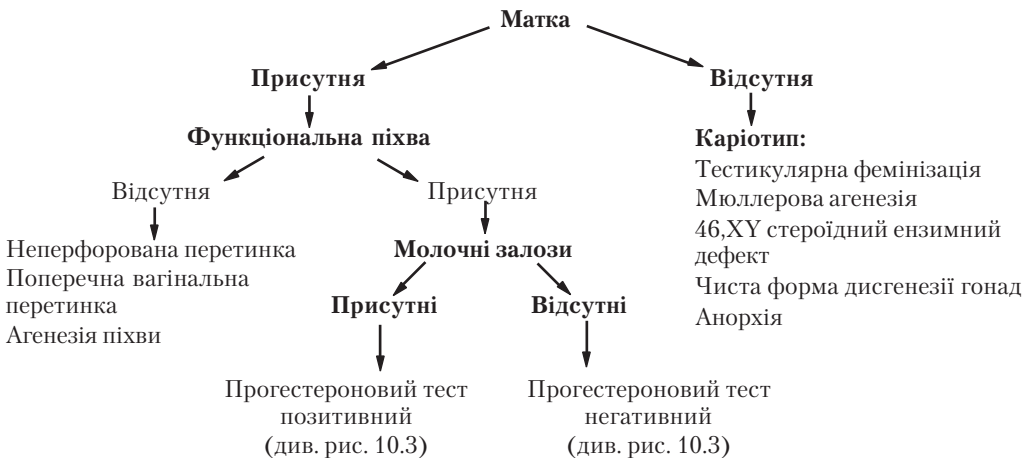 Матка
Присутня
Відсутня
Функціональна піхва
Каріотип:
Тестикулярна фемінізація
Мюллерова агенезія
46,XY стероїдний ензимний
дефект
Чиста форма дисгенезії гонад
Анорхія
Відсутня
Присутня
Неперфорована перетинка
Поперечна вагінальна
перетинка
Агенезія піхви
Молочні залози
Присутні
Відсутні
Прогестероновий тест
позитивний
(див. рис. 10.3)
Прогестероновий тест
негативний
(див. рис. 10.3)